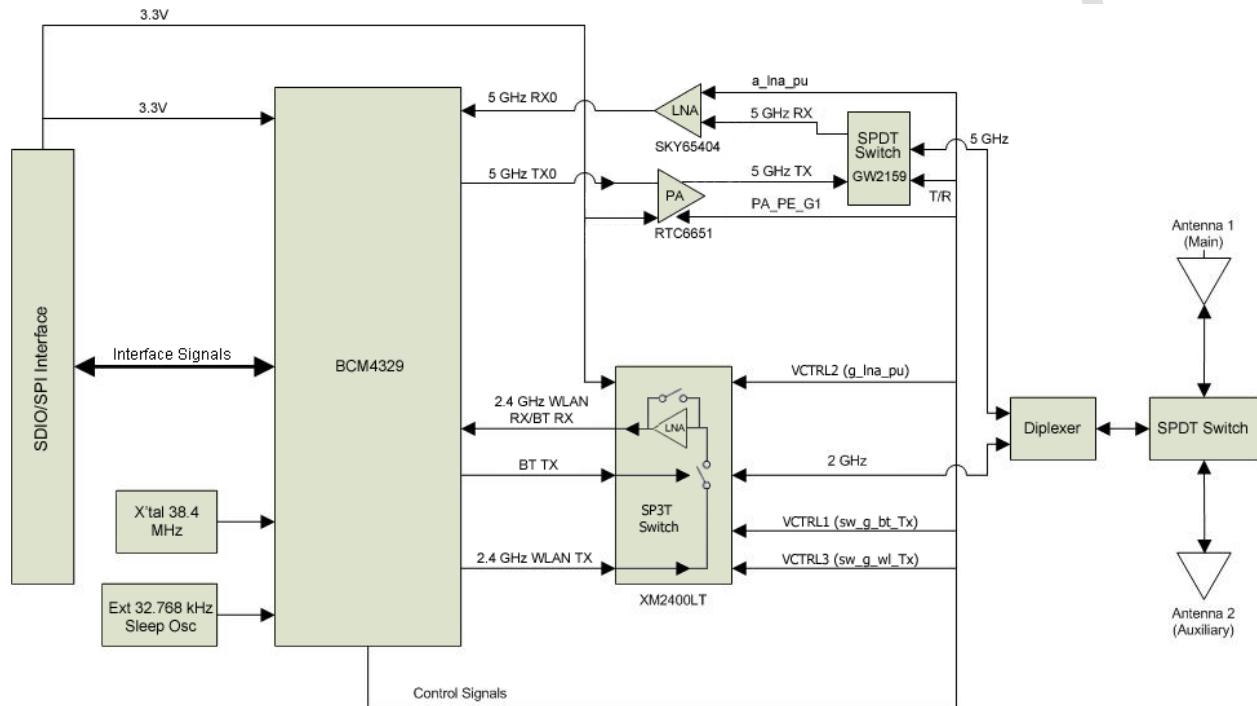 3.3V
3.3V
SDIO/SPI Interface
Interface Signals
BCM4329
X'tal 38.4
MHz
Ext 32.768 kHz
Sleep Osc
5 GHz RX0
LNA
SKY65404
a_lna_pu
5 GHz RX
SPDT
Switch
GW2159
5 GHz
T/R
5 GHz TX0
PA
RTC6651
5 GHz TX
PA_PE_G1
2.4 GHz WLAN
RX/BT RX
LNA
BT TX
SP3T
Switch
2.4 GHz WLAN TX
XM2400LT
VCTRL2 (g_lna_pu)
2 GHz
VCTRL1 (sw_g_bt_Tx)
VCTRL3 (sw_g_wl_Tx)
Diplexer
SPDT Switch
Antenna 1
(Main)
Antenna 2
(Auxiliary)
Control Signals